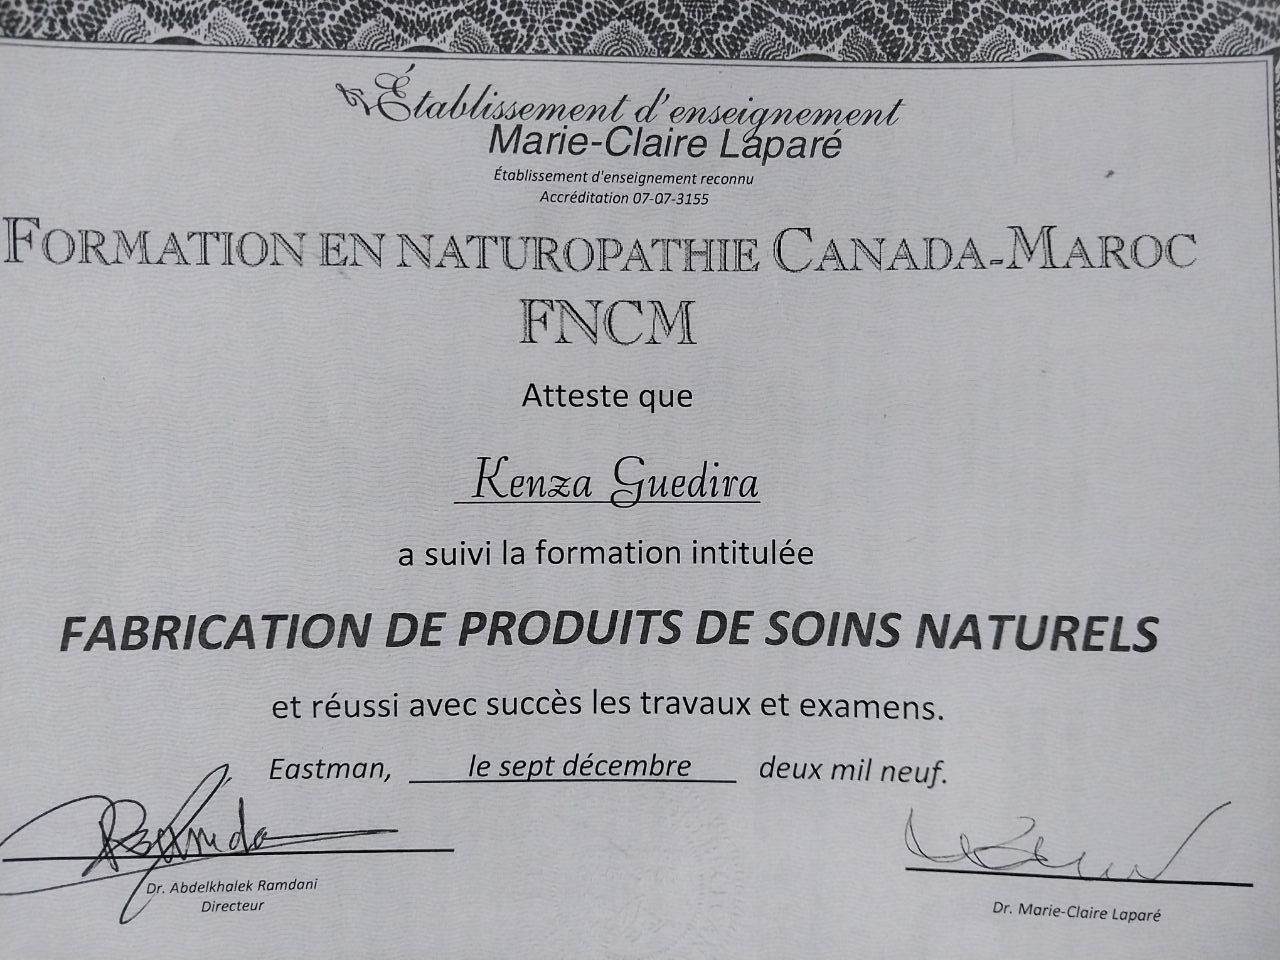 Établissement d'enseignement
Marie-Claire Laparé
Établissement d'enseignement reconnu
Accréditation 07-07-3155
FORMATION EN NATUROPATHIE CANADA-MAROC
FNCM
Atteste que
Kenza Guedira
a suivi la formation intitulée
FABRICATION DE PRODUITS DE SOINS NATURELS
et réussi avec succès les travaux et examens.
Eastman, le sept décembre deux mil neuf.
Dr. Abdelkhalek Ramdani
Directeur
Dr. Marie-Claire Laparé